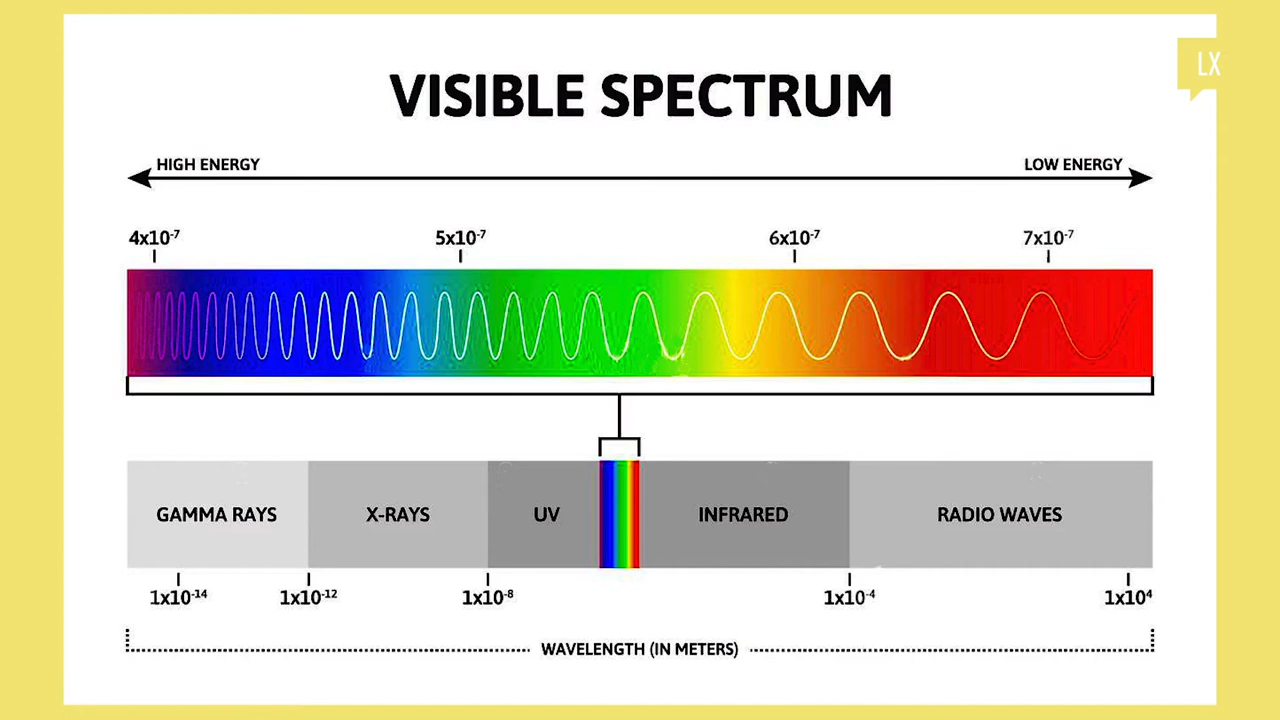 LX
VISIBLE SPECTRUM
HIGH ENERGY LOW ENERGY
4x10⁻⁷ 5x10⁻⁷ 6x10⁻⁷ 7x10⁻⁷
GAMMA RAYS X-RAYS UV INFRARED RADIO WAVES
1x10⁻¹⁴ 1x10⁻¹² 1x10⁻⁸ 1x10⁻⁴ 1x10⁴
WAVELENGTH (IN METERS)